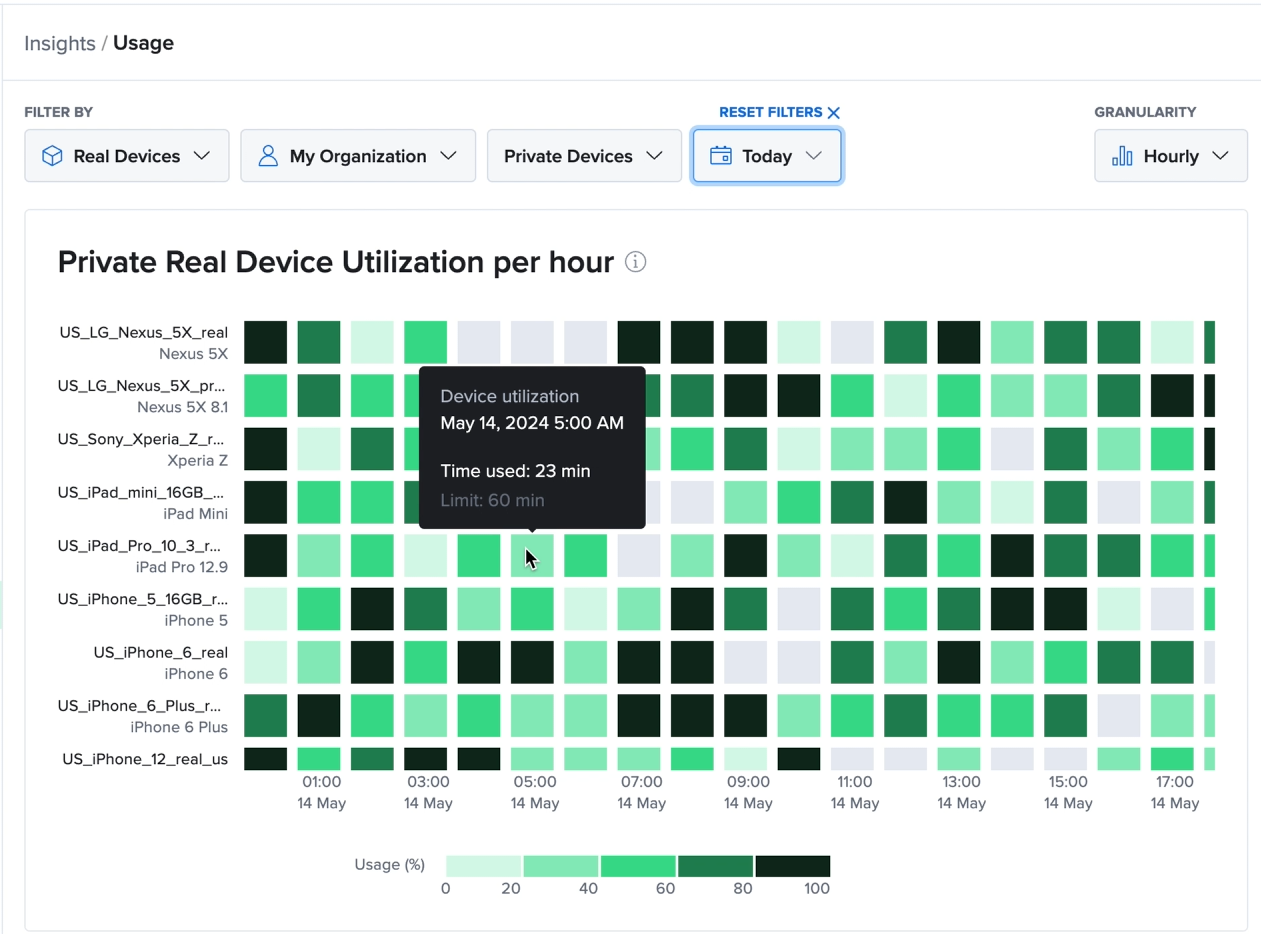 Insights / Usage
FILTER BY
RESET FILTERS
GRANULARITY
Real Devices
My Organization
Private Devices
Today
Hourly
Private Real Device Utilization per hour
US_LG_Nexus_5X_real
Nexus 5X
US_LG_Nexus_5X_pr...
Nexus 5X 8.1
US_Sony_Xperia_Z_r...
Xperia Z
US_iPad_mini_16GB_...
iPad Mini
US_iPad_Pro_10_3_r...
iPad Pro 12.9
US_iPhone_5_16GB_r...
iPhone 5
US_iPhone_6_real
iPhone 6
US_iPhone_6_Plus_r...
iPhone 6 Plus
US_iPhone_12_real_us
Device utilization
May 14, 2024 5:00 AM
Time used: 23 min
Limit: 60 min
01:00 03:00 05:00 07:00 09:00 11:00 13:00 15:00 17:00
14 May 14 May 14 May 14 May 14 May 14 May 14 May 14 May 14 May
Usage (%)
0 20 40 60 80 100